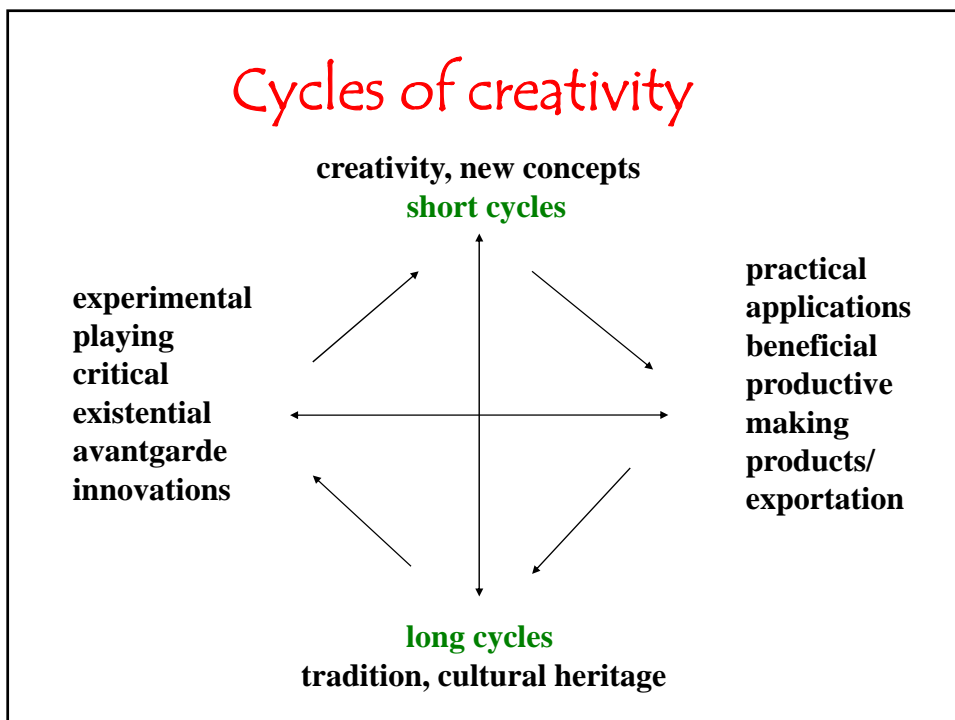 Cycles of creativity
creativity, new concepts
short cycles
experimental
playing
critical
existential
avantgarde
innovations
practical
applications
beneficial
productive
making
products/
exportation
long cycles
tradition, cultural heritage